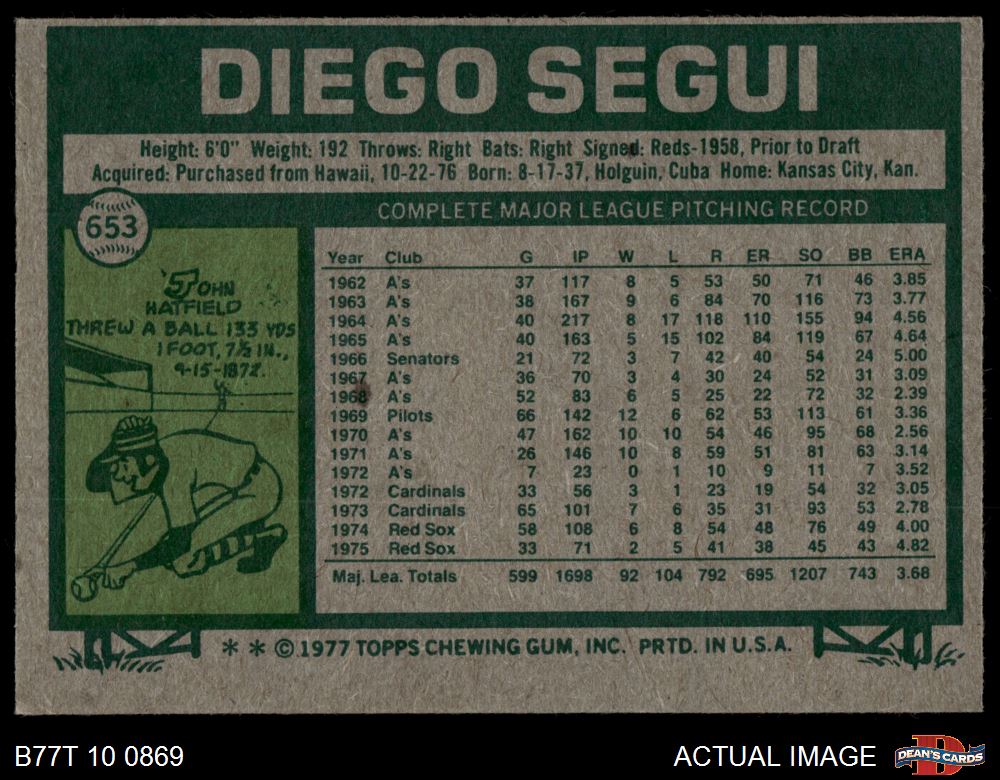 DIEGO SEGUI
Height: 6'0" Weight: 192 Throws: Right Bats: Right Signed: Reds-1958, Prior to Draft
Acquired: Purchased from Hawaii, 10-22-76 Born: 8-17-37, Holguin, Cuba Home: Kansas City, Kan.
653
COMPLETE MAJOR LEAGUE PITCHING RECORD
JOHN
HATFIELD
THREW A BALL 133 YDS
1 FOOT, 7½ IN.,
9-15-1872.
Year Club G IP W L R ER SO BB ERA
1962 A's 37 117 8 5 53 50 71 46 3.85
1963 A's 38 167 9 6 84 70 116 73 3.77
1964 A's 40 217 8 17 118 110 155 94 4.56
1965 A's 40 163 5 15 102 84 119 67 4.64
1966 Senators 21 72 3 7 42 40 54 24 5.00
1967 A's 36 70 3 4 30 24 52 31 3.09
1968 A's 52 83 6 5 25 22 72 32 2.39
1969 Pilots 66 142 12 6 62 53 113 61 3.36
1970 A's 47 162 10 10 54 46 95 68 2.56
1971 A's 26 146 10 8 59 51 81 63 3.14
1972 A's 7 23 0 1 10 9 11 7 3.52
1972 Cardinals 33 56 3 1 23 19 54 32 3.05
1973 Cardinals 65 101 7 6 35 31 93 53 2.78
1974 Red Sox 58 108 6 8 54 48 76 49 4.00
1975 Red Sox 33 71 2 5 41 38 45 43 4.82
Maj. Lea. Totals 599 1698 92 104 792 695 1207 743 3.68
* * © 1977 TOPPS CHEWING GUM, INC. PRTD. IN U.S.A.
B77T 10 0869
ACTUAL IMAGE
D
DEAN'S CARDS